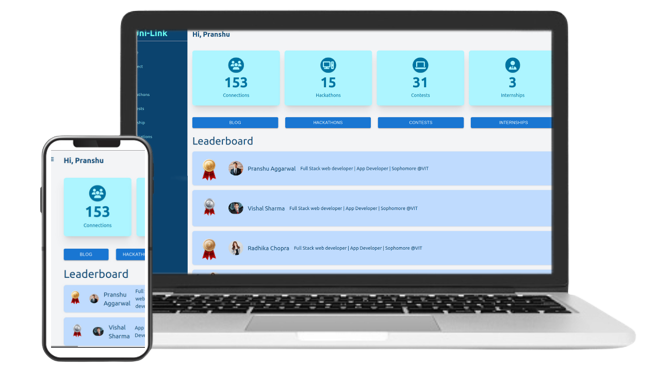 ni-Link
Hi, Pranshu
153
Connections
15
Hackathons
31
Contests
3
Internships
BLOG
HACKATHONS
CONTESTS
INTERNSHIPS
Leaderboard
Pranshu Aggarwal Full Stack web developer | App Developer | Sophomore @VIT
Vishal Sharma Full Stack web developer | App Developer | Sophomore @VIT
Radhika Chopra Full Stack web developer | App Developer | Sophomore @VIT
Hi, Pranshu
153
Connections
BLOG
HACKATH
Leaderboard
Pranshu
Aggarwal
Full
web
deve
Vishal
Sharma
App
Deve